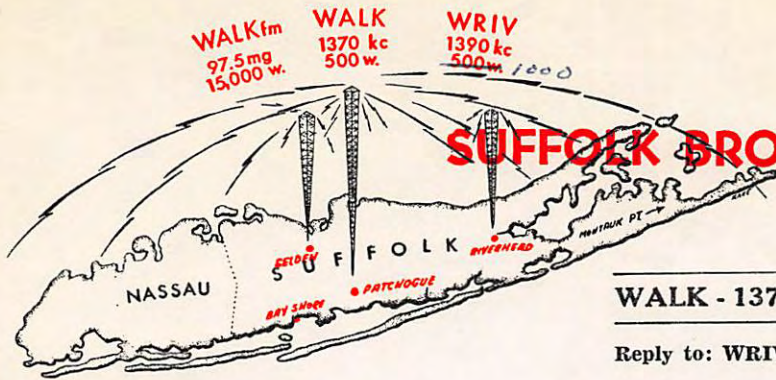 WALKfm
97.5mg
15,000 w.
WALK
1370 kc
500 w.
WRIV
1390 kc
500 w. 1000
SUFFOLK BRO
NASSAU
SUFFOLK
SELDEN
PATCHOGUE
BAY SHORE
RIVERHEAD
MONTAUK PT.
WALK - 137
Reply to: WRIV